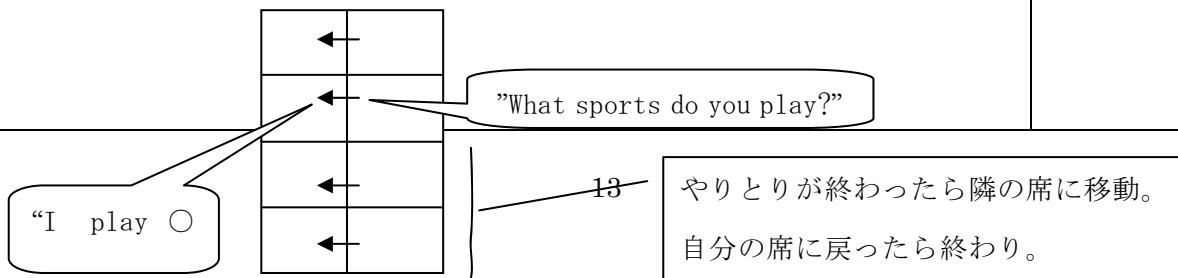 ”What sports do you play?”
“I play ○
13
やりとりが終わったら隣の席に移動。
自分の席に戻ったら終わり。